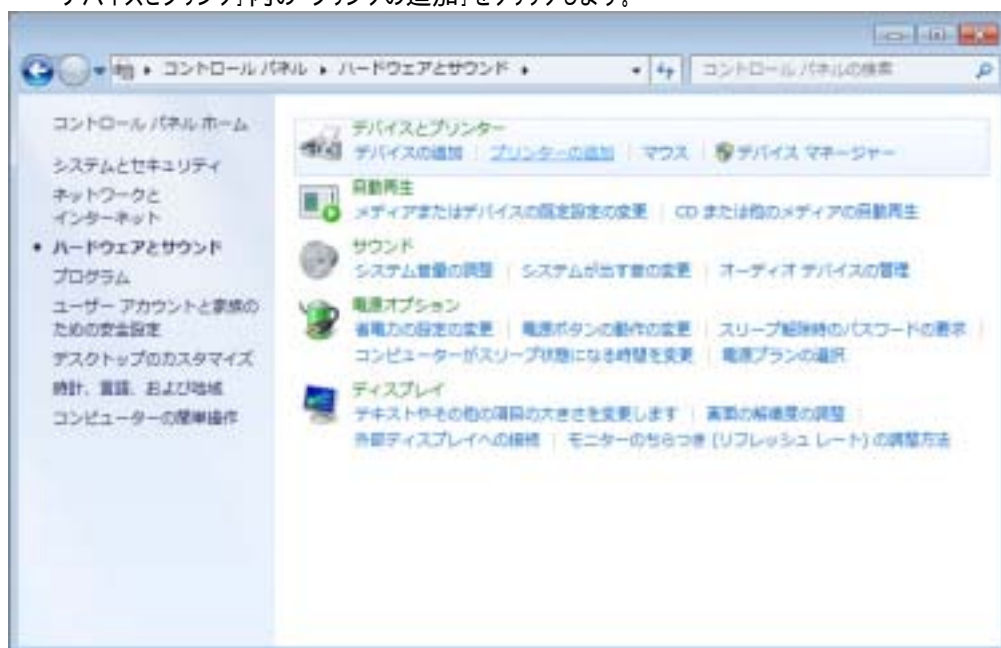 デバイスとプリンタ」内の「プリンタの追加」をクリックします。
コントロール パネル ▸ ハードウェアとサウンド ▸
コントロール パネルの検索
コントロール パネル ホーム
システムとセキュリティ
ネットワークと
インターネット
• ハードウェアとサウンド
プログラム
ユーザー アカウントと家族の
ための安全設定
デスクトップのカスタマイズ
時計、言語、および地域
コンピューターの簡単操作
デバイスとプリンター
デバイスの追加 | プリンターの追加 | マウス | デバイス マネージャー
自動再生
メディアまたはデバイスの既定設定の変更 | CD または他のメディアの自動再生
サウンド
システム音量の調整 | システムが出す音の変更 | オーディオ デバイスの管理
電源オプション
省電力の設定の変更 | 電源ボタンの動作の変更 | スリープ解除時のパスワードの要求
コンピューターがスリープ状態になる時間を変更 | 電源プランの選択
ディスプレイ
テキストやその他の項目の大きさを変更します | 画面の解像度の調整
外部ディスプレイへの接続 | モニターのちらつき (リフレッシュ レート) の調整方法